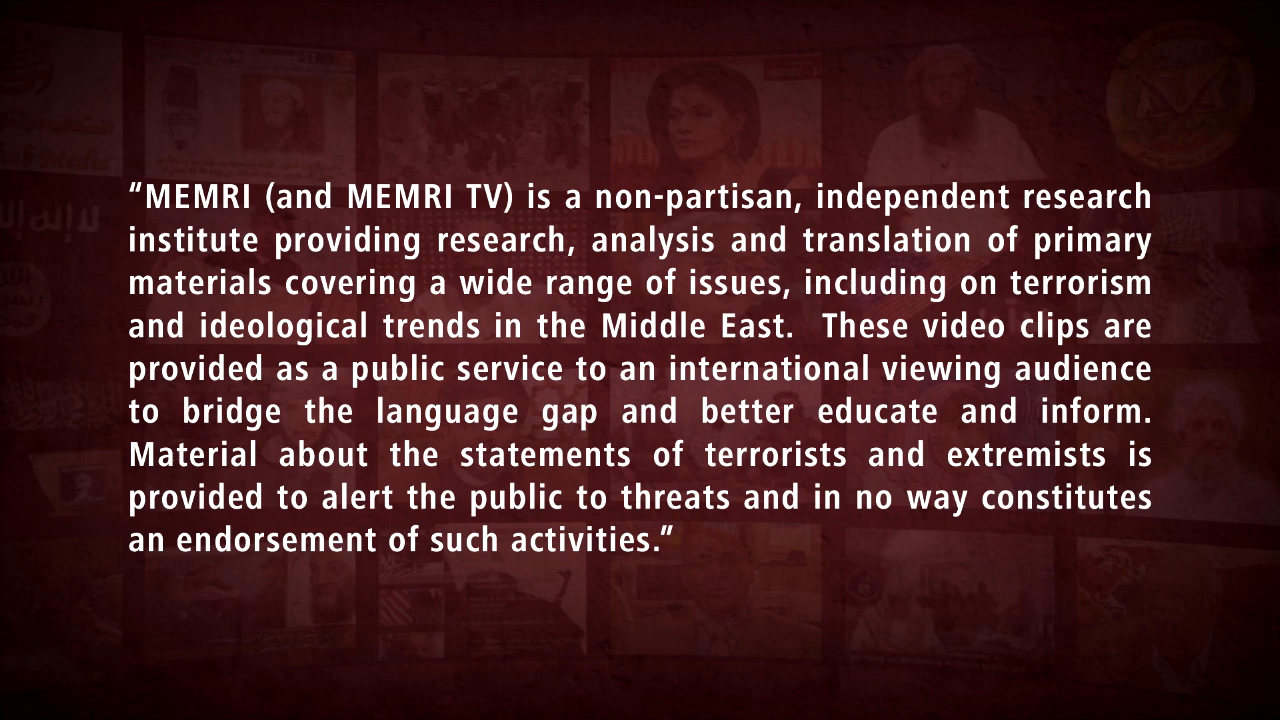 “MEMRI (and MEMRI TV) is a non-partisan, independent research
institute providing research, analysis and translation of primary
materials covering a wide range of issues, including on terrorism
and ideological trends in the Middle East.  These video clips are
provided as a public service to an international viewing audience
to bridge the language gap and better educate and inform.
Material about the statements of terrorists and extremists is
provided to alert the public to threats and in no way constitutes
an endorsement of such activities.”